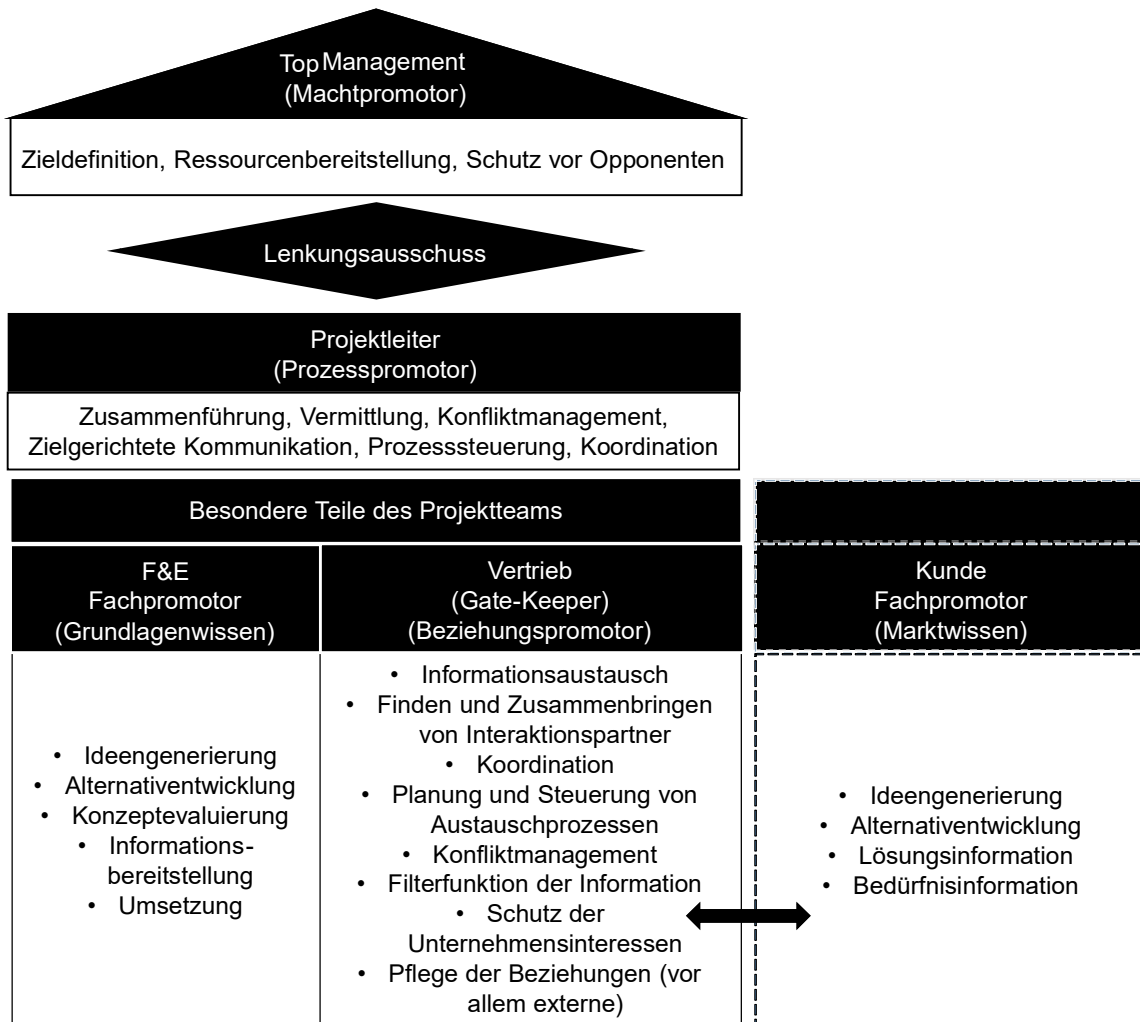 Top Management
(Machtpromotor)
Zieldefinition, Ressourcenbereitstellung, Schutz vor Opponenten
Lenkungsausschuss
Projektleiter
(Prozesspromotor)
Zusammenführung, Vermittlung, Konfliktmanagement,
Zielgerichtete Kommunikation, Prozesssteuerung, Koordination
Besondere Teile des Projektteams
F&E
Fachpromotor
(Grundlagenwissen)
Vertrieb
(Gate-Keeper)
(Beziehungspromotor)
Kunde
Fachpromotor
(Marktwissen)
• Ideengenerierung
• Alternativentwicklung
• Konzeptevaluierung
• Informations-
bereitstellung
• Umsetzung
• Informationsaustausch
• Finden und Zusammenbringen
von Interaktionspartner
• Koordination
• Planung und Steuerung von
Austauschprozessen
• Konfliktmanagement
• Filterfunktion der Information
• Schutz der
Unternehmensinteressen
• Pflege der Beziehungen (vor
allem externe)
• Ideengenerierung
• Alternativentwicklung
• Lösungsinformation
• Bedürfnisinformation